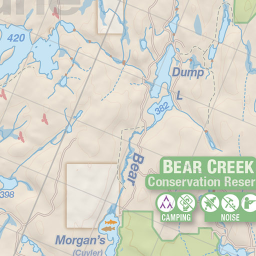 420
Dump
L
382
Bear
BEAR CREEK
Conservation Reser
CAMPING
NOISE
398
Morgan's
(Cuyler)